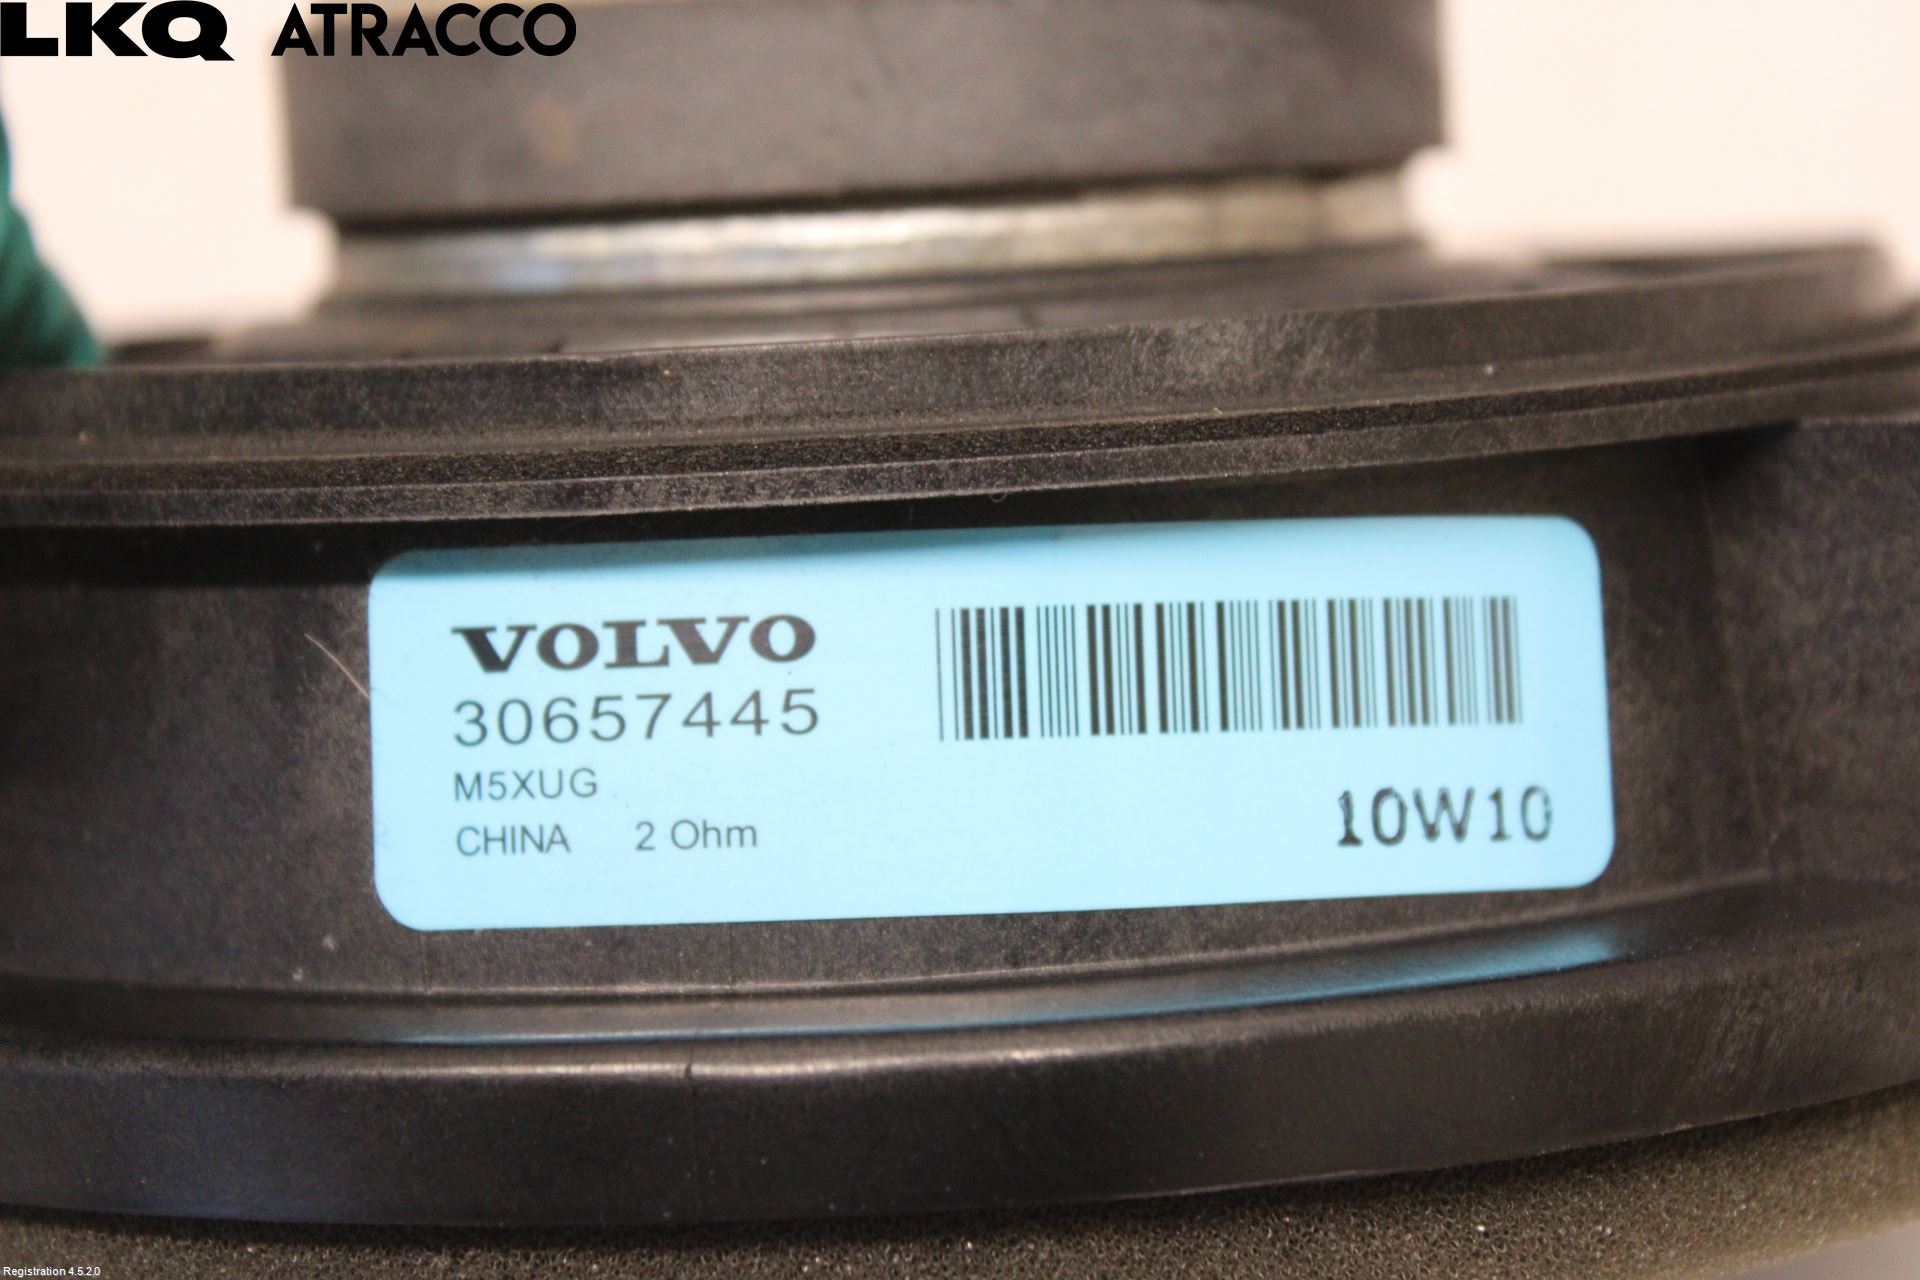 LKQ ATRACCO
VOLVO
30657445
M5XUG
CHINA 2 Ohm
10W10
Registration 4.5.2.0